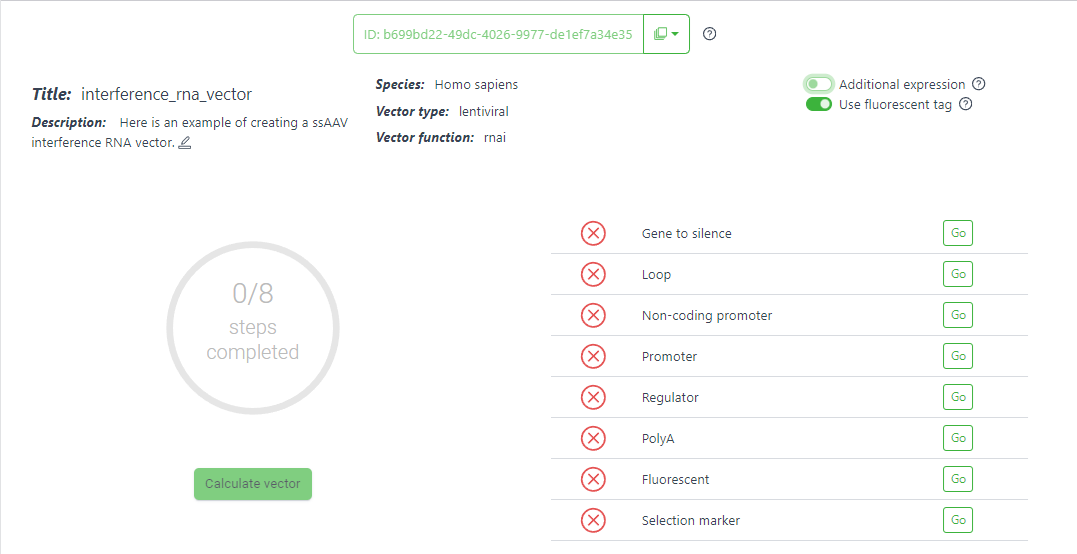 ID: b699bd22-49dc-4026-9977-de1ef7a34e35
Title: interference_rna_vector
Description: Here is an example of creating a ssAAV
interference RNA vector.
Species: Homo sapiens
Vector type: lentiviral
Vector function: rnai
Additional expression
Use fluorescent tag
0/8
steps
completed
Calculate vector
Gene to silence Go
Loop Go
Non-coding promoter Go
Promoter Go
Regulator Go
PolyA Go
Fluorescent Go
Selection marker Go